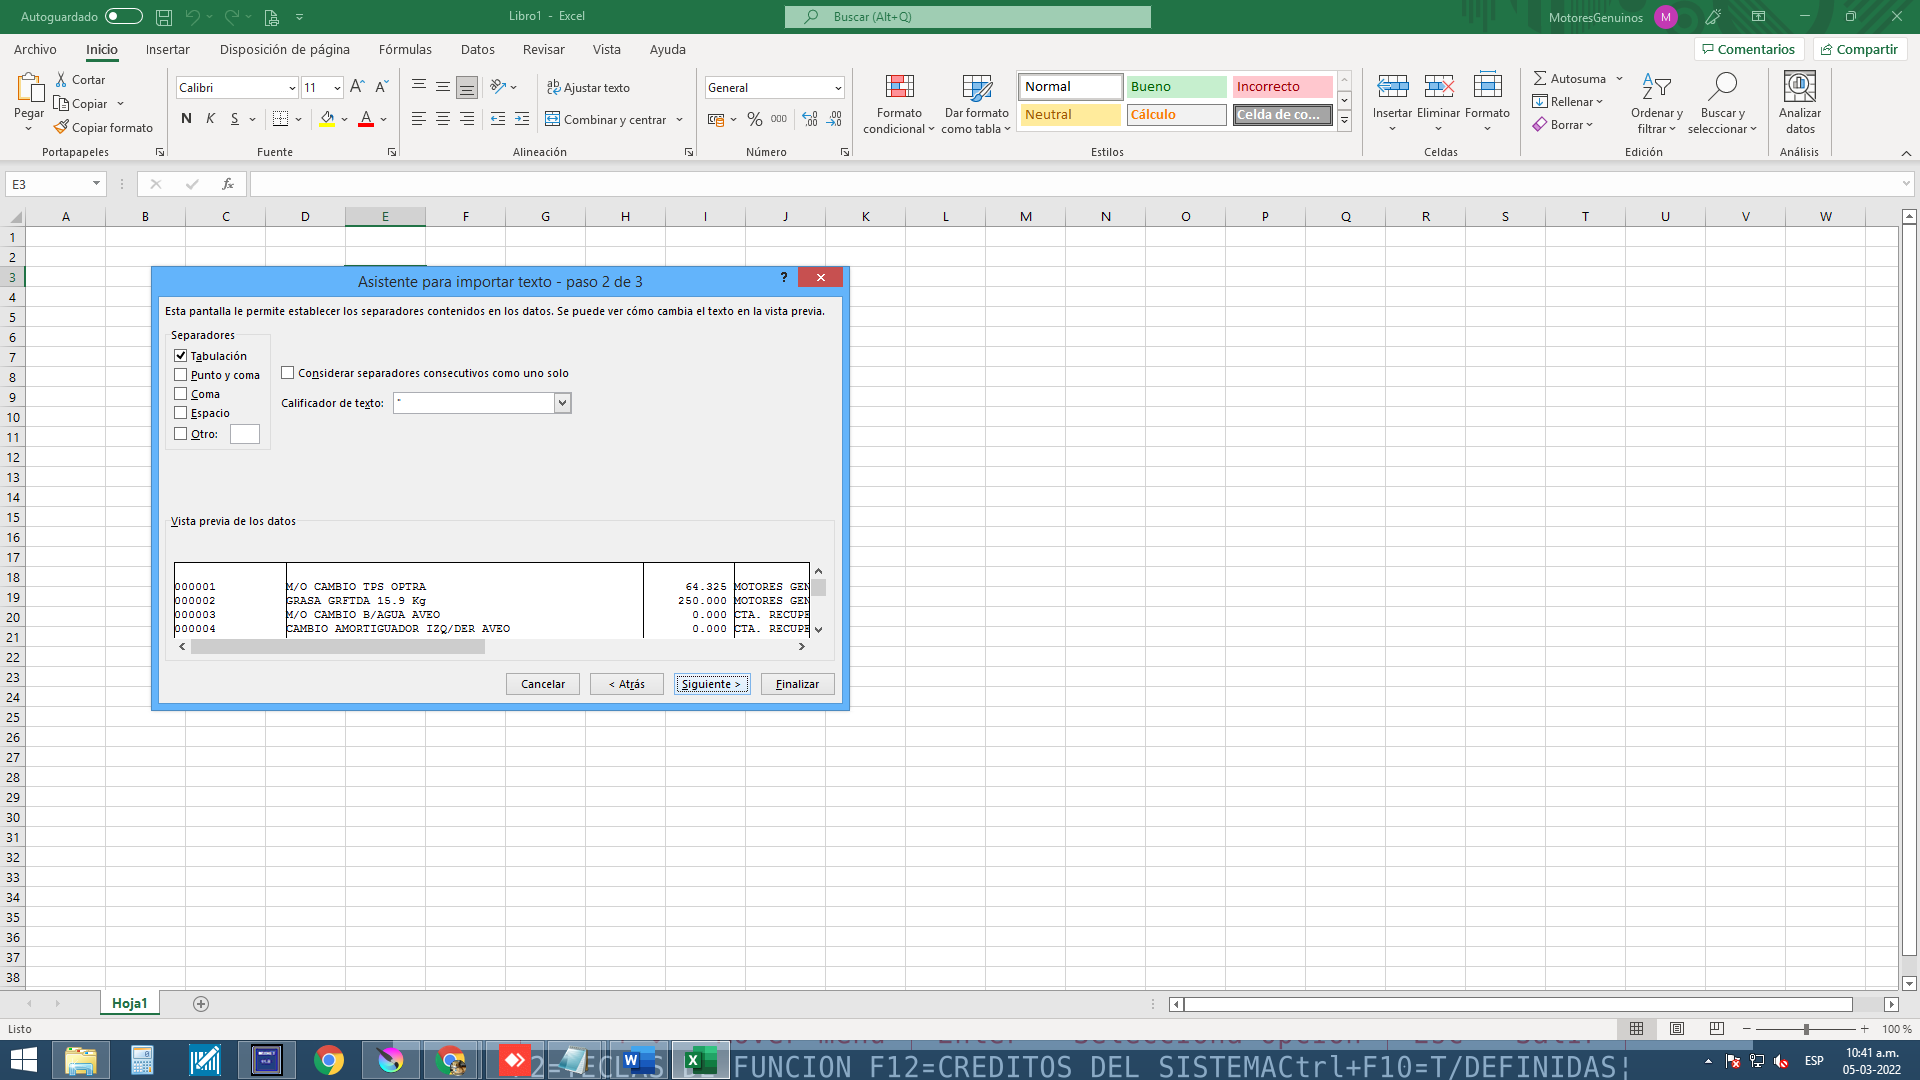 Autoguardado
Libro1 - Excel
Buscar (Alt+Q)
MotoresGenuinos
M
Archivo Inicio Insertar Disposición de página Fórmulas Datos Revisar Vista Ayuda
Comentarios Compartir
Pegar
Cortar
Copiar
Copiar formato
Portapapeles
Calibri 11
N K S
Fuente
Ajustar texto
Combinar y centrar
Alineación
General
% 000
Número
Formato condicional
Dar formato como tabla
Normal Bueno Incorrecto
Neutral Cálculo Celda de co...
Estilos
Insertar Eliminar Formato
Celdas
Autosuma
Rellenar
Borrar
Ordenar y filtrar
Buscar y seleccionar
Edición
Analizar datos
Análisis
E3
fx
A B C D E F G H I J K L M N O P Q R S T U V W
1
2
3
4
5
6
7
8
9
10
11
12
13
14
15
16
17
18
19
20
21
22
23
24
25
26
27
28
29
30
31
32
33
34
35
36
37
38
Asistente para importar texto - paso 2 de 3
?
Esta pantalla le permite establecer los separadores contenidos en los datos. Se puede ver cómo cambia el texto en la vista previa.
Separadores
Tabulación
Punto y coma
Coma
Espacio
Otro:
Considerar separadores consecutivos como uno solo
Calificador de texto: "
Vista previa de los datos
000001 M/O CAMBIO TPS OPTRA 64.325 MOTORES GEN
000002 GRASA GRFTDA 15.9 Kg 250.000 MOTORES GEN
000003 M/O CAMBIO B/AGUA AVEO 0.000 CTA. RECUPE
000004 CAMBIO AMORTIGUADOR IZQ/DER AVEO 0.000 CTA. RECUPE
Cancelar < Atrás Siguiente > Finalizar
Hoja1
Listo
100 %
FUNCION F12=CREDITOS DEL SISTEMACtrl+F10=T/DEFINIDAS¦
ESP
10:41 a.m.
05-03-2022